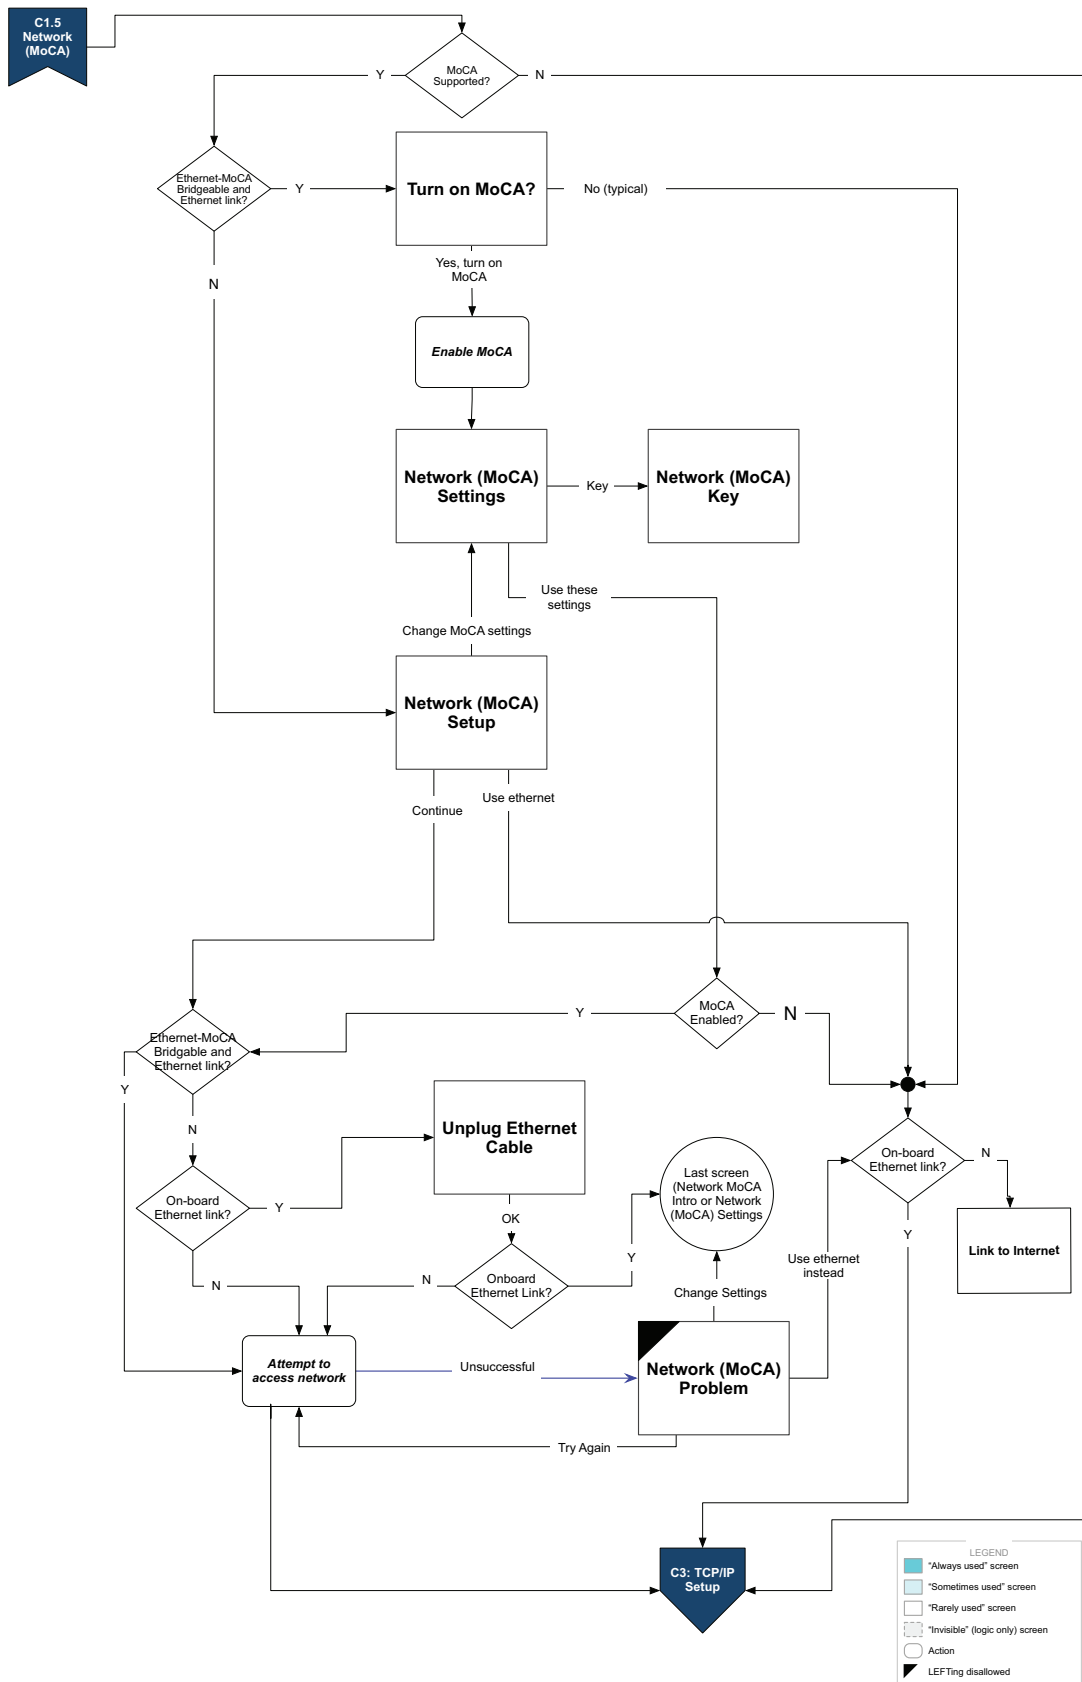 C1.5
Network
(MoCA)
MoCA
Supported?
Y
N
Ethernet-MoCA
Bridgeable and
Ethernet link?
Y
Turn on MoCA?
No (typical)
Yes, turn on
MoCA
N
Enable MoCA
Network (MoCA)
Settings
Key
Network (MoCA)
Key
Use these
settings
Change MoCA settings
Network (MoCA)
Setup
Continue
Use ethernet
MoCA
Enabled?
Y
N
Ethernet-MoCA
Bridgable and
Ethernet link?
Y
N
Unplug Ethernet
Cable
On-board
Ethernet link?
Y
N
OK
Last screen
(Network MoCA
Intro or Network
(MoCA) Settings
On-board
Ethernet link?
N
Y
Link to Internet
Use ethernet
instead
Onboard
Ethernet Link?
N
Y
Change Settings
Attempt to
access network
Unsuccessful
Network (MoCA)
Problem
Try Again
C3: TCP/IP
Setup
LEGEND
“Always used” screen
“Sometimes used” screen
“Rarely used” screen
“Invisible” (logic only) screen
Action
LEFTing disallowed